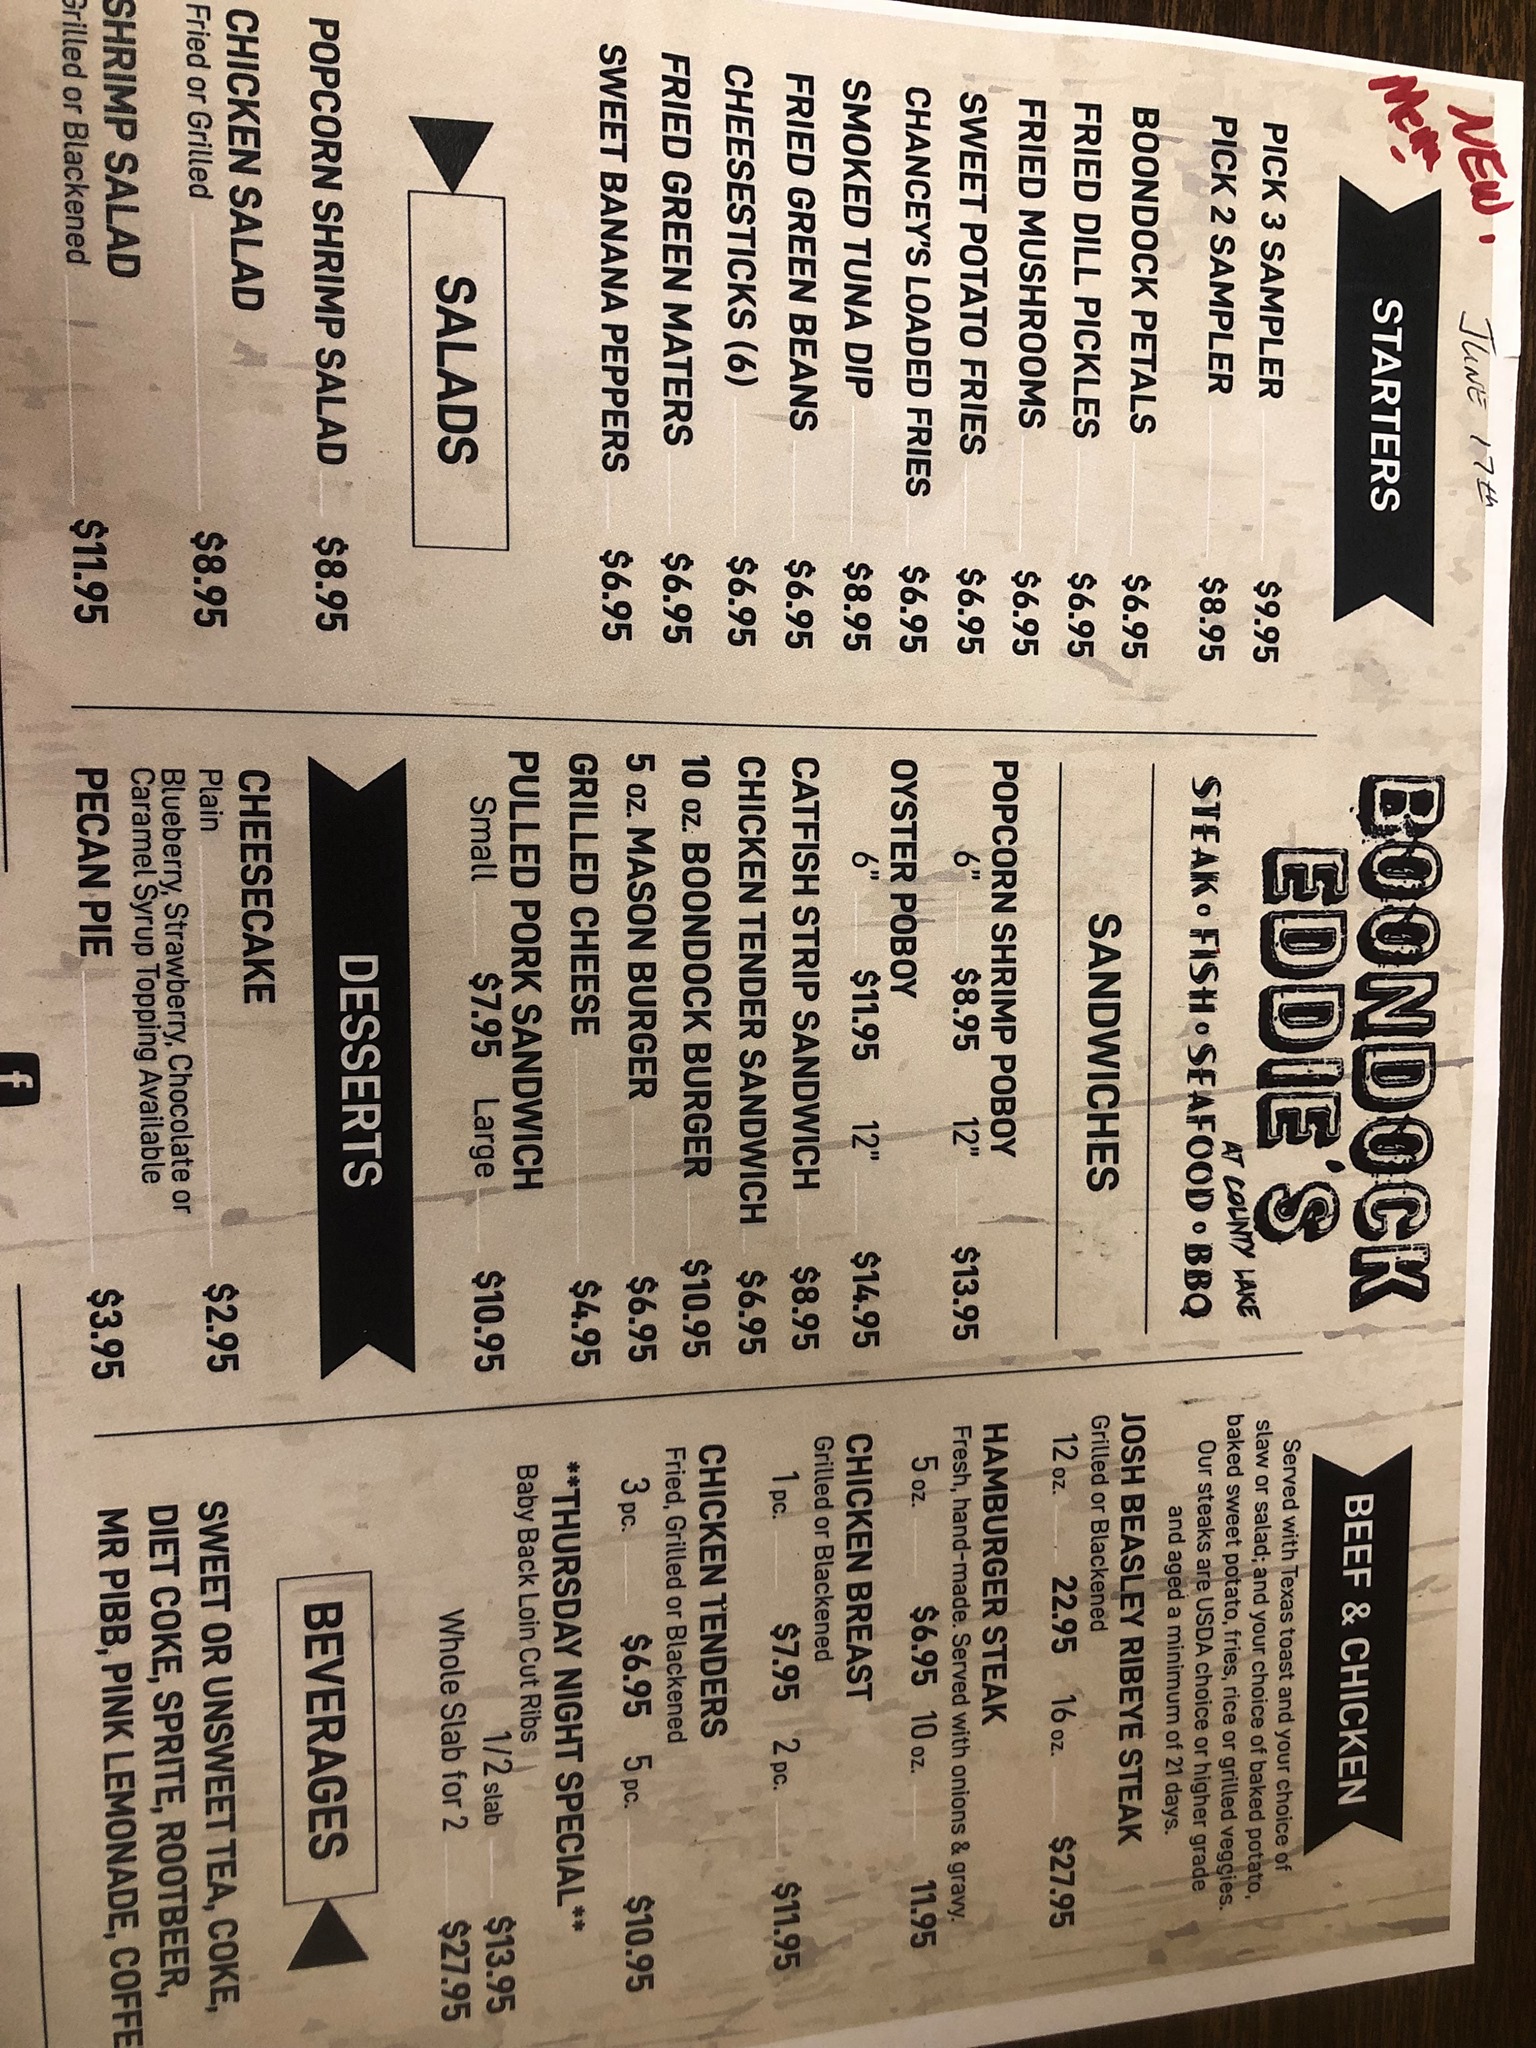 NEW
Menu
JUNE 17th
STARTERS
PICK 3 SAMPLER $9.95
PICK 2 SAMPLER $8.95
BOONDOCK PETALS $6.95
FRIED DILL PICKLES $6.95
FRIED MUSHROOMS $6.95
SWEET POTATO FRIES $6.95
CHANCEY'S LOADED FRIES $6.95
SMOKED TUNA DIP $8.95
FRIED GREEN BEANS $6.95
CHEESESTICKS (6) $6.95
FRIED GREEN MATERS $6.95
SWEET BANANA PEPPERS $6.95
SALADS
POPCORN SHRIMP SALAD $8.95
CHICKEN SALAD $8.95
Fried or Grilled
SHRIMP SALAD $11.95
Grilled or Blackened
BOONDOCK
EDDIE'S
AT COUNTY LAKE
STEAK • FISH • SEAFOOD • BBQ
SANDWICHES
POPCORN SHRIMP POBOY
6" $8.95 12" $13.95
OYSTER POBOY
6" $11.95 12" $14.95
CATFISH STRIP SANDWICH $8.95
CHICKEN TENDER SANDWICH $6.95
10 oz. BOONDOCK BURGER $10.95
5 oz. MASON BURGER $6.95
GRILLED CHEESE $4.95
PULLED PORK SANDWICH
Small $7.95 Large $10.95
DESSERTS
CHEESECAKE
Plain $2.95
Blueberry, Strawberry, Chocolate or
Caramel Syrup Topping Available
PECAN PIE $3.95
f
BEEF & CHICKEN
Served with Texas toast and your choice of
slaw or salad; and your choice of baked potato,
baked sweet potato, fries, rice or grilled veggies.
Our steaks are USDA choice or higher grade
and aged a minimum of 21 days.
JOSH BEASLEY RIBEYE STEAK
Grilled or Blackened
12 oz. 22.95 16 oz. $27.95
HAMBURGER STEAK
Fresh, hand-made. Served with onions & gravy.
5 oz. $6.95 10 oz. 11.95
CHICKEN BREAST
Grilled or Blackened
1 pc. $7.95 2 pc. $11.95
CHICKEN TENDERS
Fried, Grilled or Blackened
3 pc. $6.95 5 pc. $10.95
**THURSDAY NIGHT SPECIAL**
Baby Back Loin Cut Ribs
1/2 slab $13.95
Whole Slab for 2 $27.95
BEVERAGES
SWEET OR UNSWEET TEA, COKE,
DIET COKE, SPRITE, ROOTBEER,
MR PIBB, PINK LEMONADE, COFFE